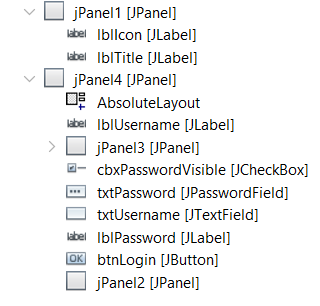 jPanel1 [JPanel]
label lblIcon [JLabel]
label lblTitle [JLabel]
jPanel4 [JPanel]
AbsoluteLayout
label lblUsername [JLabel]
jPanel3 [JPanel]
cbxPasswordVisible [JCheckBox]
txtPassword [JPasswordField]
txtUsername [JTextField]
label lblPassword [JLabel]
OK btnLogin [JButton]
jPanel2 [JPanel]